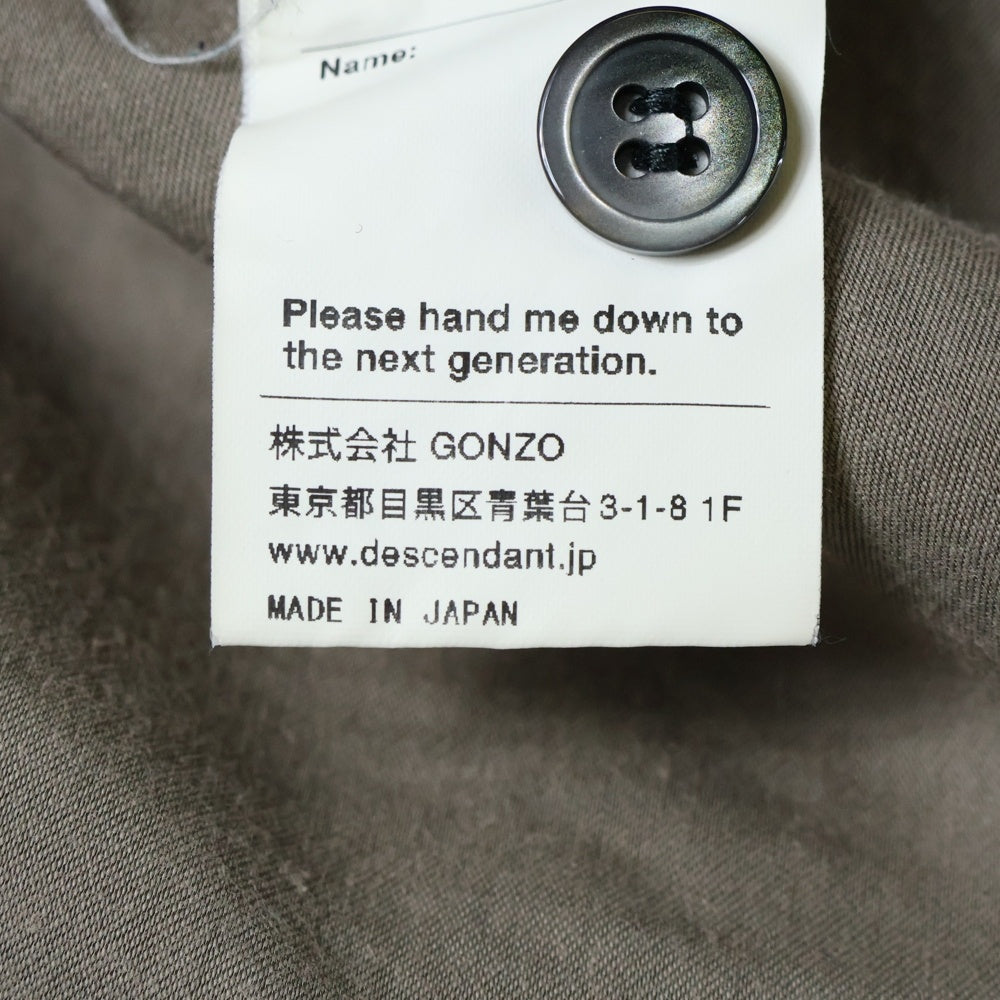 Name:
Please hand me down to
the next generation.
株式会社 GONZO
東京都目黒区青葉台3-1-8 1F
www.descendant.jp
MADE IN JAPAN